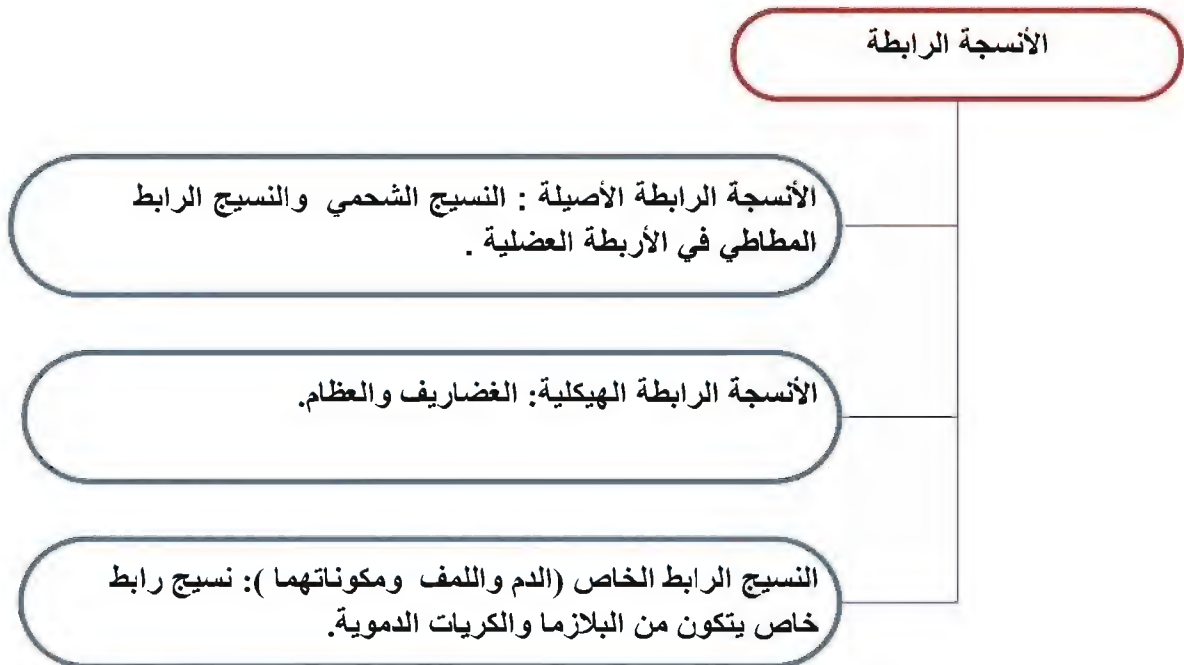 الأنسجة الرابطة
الأنسجة الرابطة الأصيلة : النسيج الشحمي والنسيج الرابط
المطاطي في الأربطة العضلية .
الأنسجة الرابطة الهيكلية: الغضاريف والعظام.
النسيج الرابط الخاص (الدم واللمف ومكوناتهما ): نسيج رابط
خاص يتكون من البلازما والكريات الدموية.